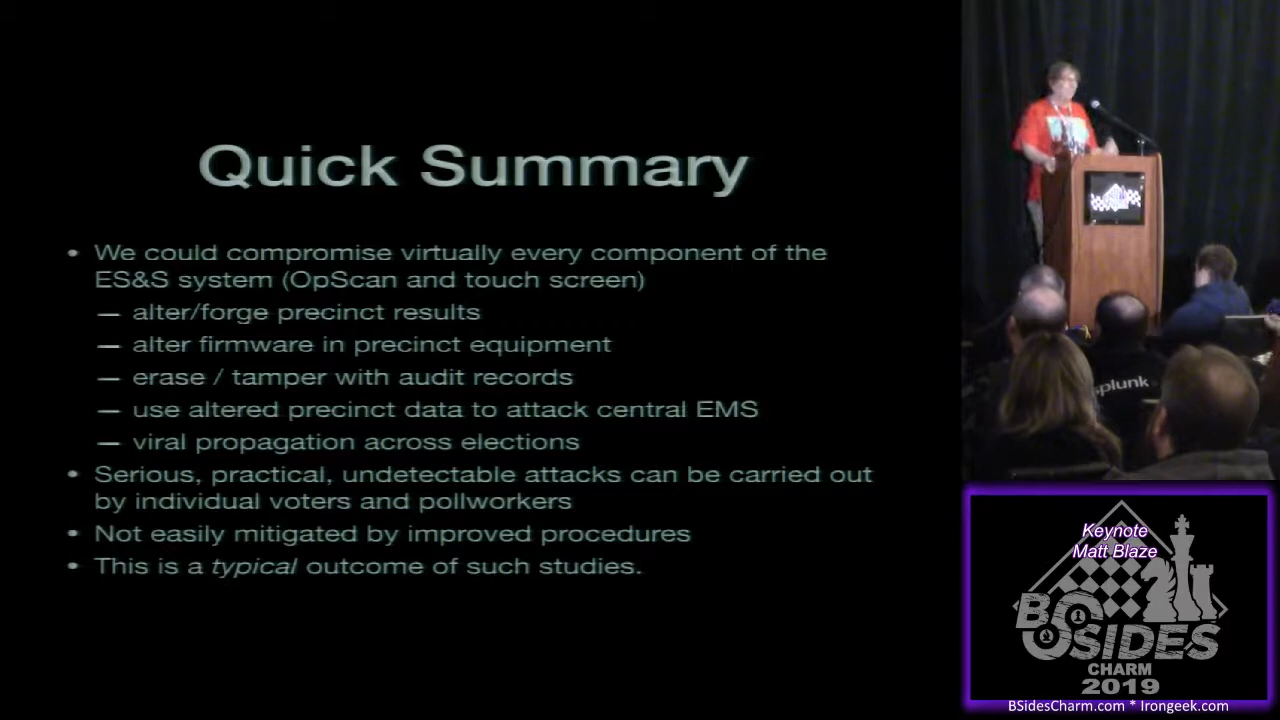 Quick Summary
• We could compromise virtually every component of the
ES&S system (OpScan and touch screen)
— alter/forge precinct results
— alter firmware in precinct equipment
— erase / tamper with audit records
— use altered precinct data to attack central EMS
— viral propagation across elections
• Serious, practical, undetectable attacks can be carried out
by individual voters and pollworkers
• Not easily mitigated by improved procedures
• This is a typical outcome of such studies.
splunk
Keynote
Matt Blaze
BSIDES
CHARM
2019
BSidesCharm.com * Irongeek.com